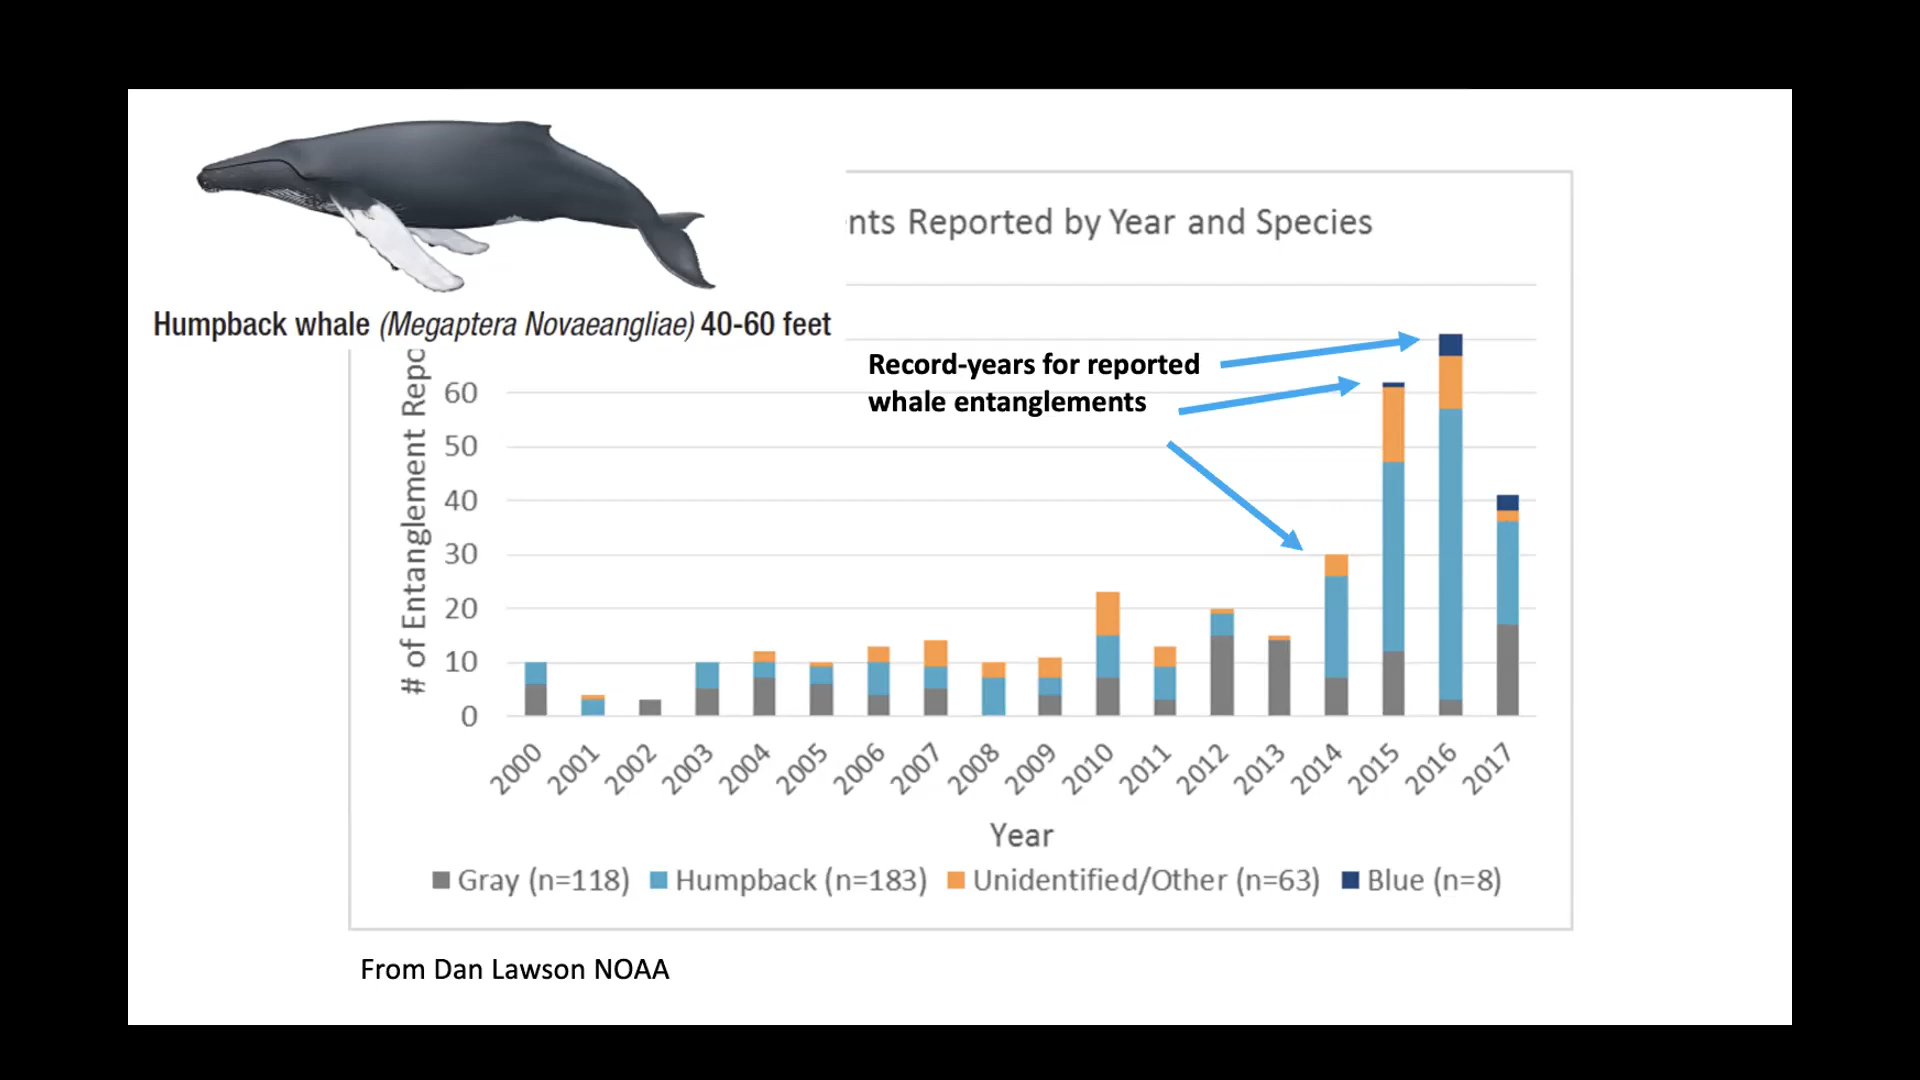 Humpback whale (Megaptera Novaeangliae) 40-60 feet
Reported by Year and Species
Record-years for reported
whale entanglements
# of Entanglement
60
50
40
30
20
10
0
2000
2001
2002
2003
2004
2005
2006
2007
2008
2009
2010
2011
2012
2013
2014
2015
2016
2017
Year
Gray (n=118)
Humpback (n=183)
Unidentified/Other (n=63)
Blue (n=8)
From Dan Lawson NOAA